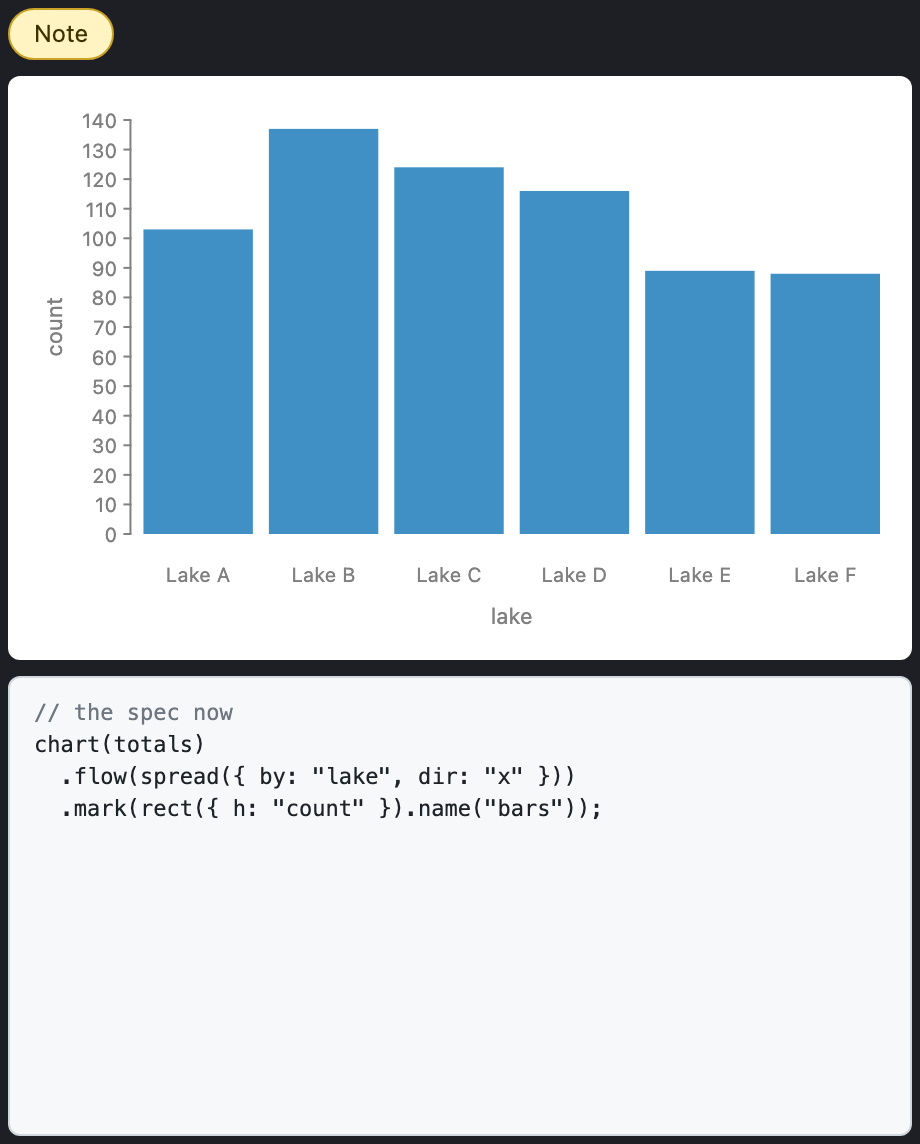 Note
140
130
120
110
100
90
80
70
60
50
40
30
20
10
0
count
Lake A Lake B Lake C Lake D Lake E Lake F
lake
// the spec now
chart(totals)
  .flow(spread({ by: "lake", dir: "x" }))
  .mark(rect({ h: "count" }).name("bars"));